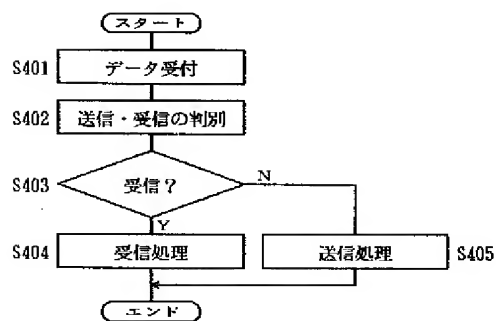 スタート
S401 データ受付
S402 送信・受信の判別
S403 受信? N
Y
S404 受信処理 送信処理 S405
エンド